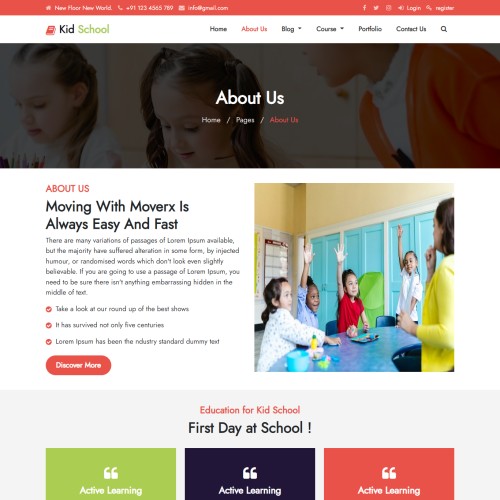 New Floor New World. +91 123 4565 789 info@gmail.com Login register
Kid School Home About Us Blog Course Portfolio Contact Us
About Us
Home / Pages / About Us
ABOUT US
Moving With Moverx Is
Always Easy And Fast
There are many variations of passages of Lorem Ipsum available,
but the majority have suffered alteration in some form, by injected
humour, or randomised words which don't look even slightly
believable. If you are going to use a passage of Lorem Ipsum, you
need to be sure there isn't anything embarrassing hidden in the
middle of text.
Take a look at our round up of the best shows
It has survived not only five centuries
Lorem Ipsum has been the ndustry standard dummy text
Discover More
Education for Kid School
First Day at School !
Active Learning Active Learning Active Learning